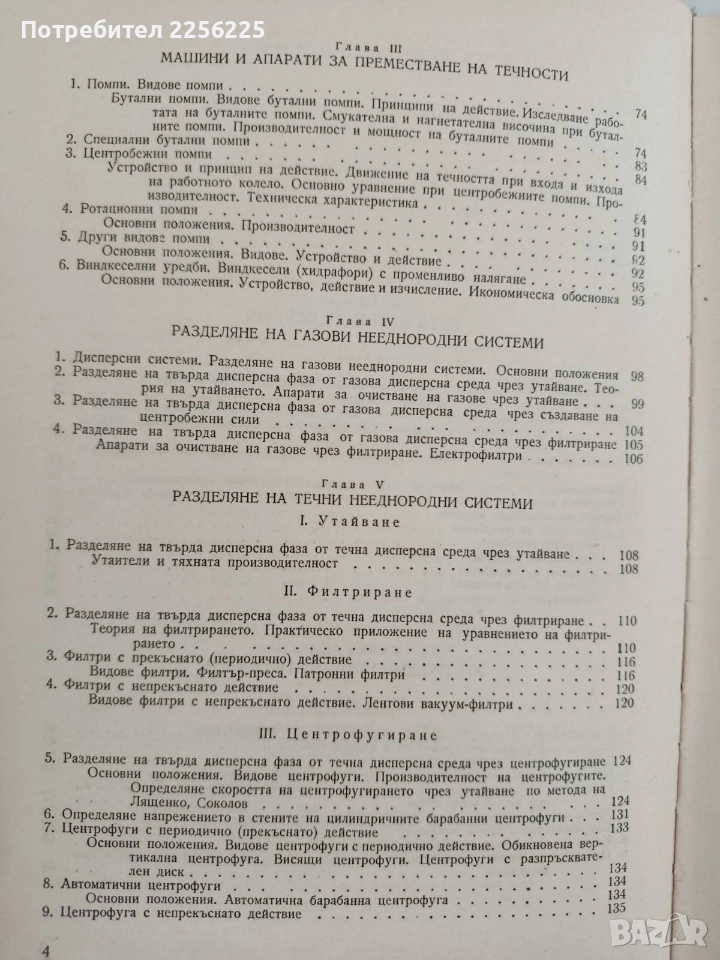 Потребител 2256225
Глава III
МАШИНИ И АПАРАТИ ЗА ПРЕМЕСТВАНЕ НА ТЕЧНОСТИ
1. Помпи. Видове помпи . . . . . . . . . . . . . . . . . . . . . 74
Бутални помпи. Видове бутални помпи. Принципи на действие. Изследване рабо-
тата на буталните помпи. Смукателна и нагнетателна височина при бутал-
ните помпи. Производителност и мощност на буталните помпи . . . . . 74
2. Специални бутални помпи . . . . . . . . . . . . . . . . . . . 83
3. Центробежни помпи . . . . . . . . . . . . . . . . . . . . . 84
Устройство и принцип на действие. Движение на течността при входа и изхода
на работното колело. Основно уравнение при центробежните помпи. Про-
изводителност. Техническа характеристика . . . . . . . . . . . . 84
4. Ротационни помпи . . . . . . . . . . . . . . . . . . . . . . 91
Основни положения. Производителност . . . . . . . . . . . . . . 91
5. Други видове помпи . . . . . . . . . . . . . . . . . . . . . 92
Основни положения. Видове. Устройство и действие . . . . . . . . . 92
6. Виндкеселни уредби. Виндкесели (хидрафори) с променливо налягане . . . . 95
Основни положения. Устройство, действие и изчисление. Икономическа обосновка 95
Глава IV
РАЗДЕЛЯНЕ НА ГАЗОВИ НЕЕДНОРОДНИ СИСТЕМИ
1. Дисперсни системи. Разделяне на газови нееднородни системи. Основни положения 98
2. Разделяне на твърда дисперсна фаза от газова дисперсна среда чрез утайване. Тео-
рия на утайването. Апарати за очистване на газове чрез утайване . . . 99
3. Разделяне на твърда дисперсна фаза от газова дисперсна среда чрез създаване на
центробежни сили . . . . . . . . . . . . . . . . . . . . . 104
4. Разделяне на твърда дисперсна фаза от газова дисперсна среда чрез филтриране 105
Апарати за очистване на газове чрез филтриране. Електрофилтри . . . . . . 106
Глава V
РАЗДЕЛЯНЕ НА ТЕЧНИ НЕЕДНОРОДНИ СИСТЕМИ
I. Утайване
1. Разделяне на твърда дисперсна фаза от течна дисперсна среда чрез утайване . . . 108
Утаители и тяхната производителност . . . . . . . . . . . . . . 108
II. Филтриране
2. Разделяне на твърда дисперсна фаза от течна дисперсна среда чрез филтриране . . 110
Теория на филтрирането. Практическо приложение на уравнението на филтри-
рането . . . . . . . . . . . . . . . . . . . . . . . . . 110
3. Филтри с прекъснато (периодично) действие . . . . . . . . . . . . . 116
Видове филтри. Филтър-преса. Патронни филтри . . . . . . . . . . . 116
4. Филтри с непрекъснато действие . . . . . . . . . . . . . . . . . 120
Видове филтри с непрекъснато действие. Лентови вакуум-филтри . . . . . . 120
III. Центрофугиране
5. Разделяне на твърда дисперсна фаза от течна дисперсна среда чрез центрофугиране 124
Основни положения. Видове центрофуги. Производителност на центрофугите.
Определяне скоростта на центрофугирането чрез утайване по метода на
Лященко, Соколов . . . . . . . . . . . . . . . . . . . . . 124
6. Определяне напрежението в стените на цилиндричните барабанни центрофуги . . . 131
7. Центрофуги с периодично (прекъснато) действие . . . . . . . . . . . 133
Основни положения. Видове центрофуги с периодично действие. Обикновена вер-
тикална центрофуга. Висящи центрофуги. Центрофуги с разпръсквате-
лен диск . . . . . . . . . . . . . . . . . . . . . . . . . 134
8. Автоматични центрофуги . . . . . . . . . . . . . . . . . . . . 134
Основни положения. Автоматична барабанна центрофуга . . . . . . . . . 134
9. Центрофуга с непрекъснато действие . . . . . . . . . . . . . . . . 135
4
BAZAR